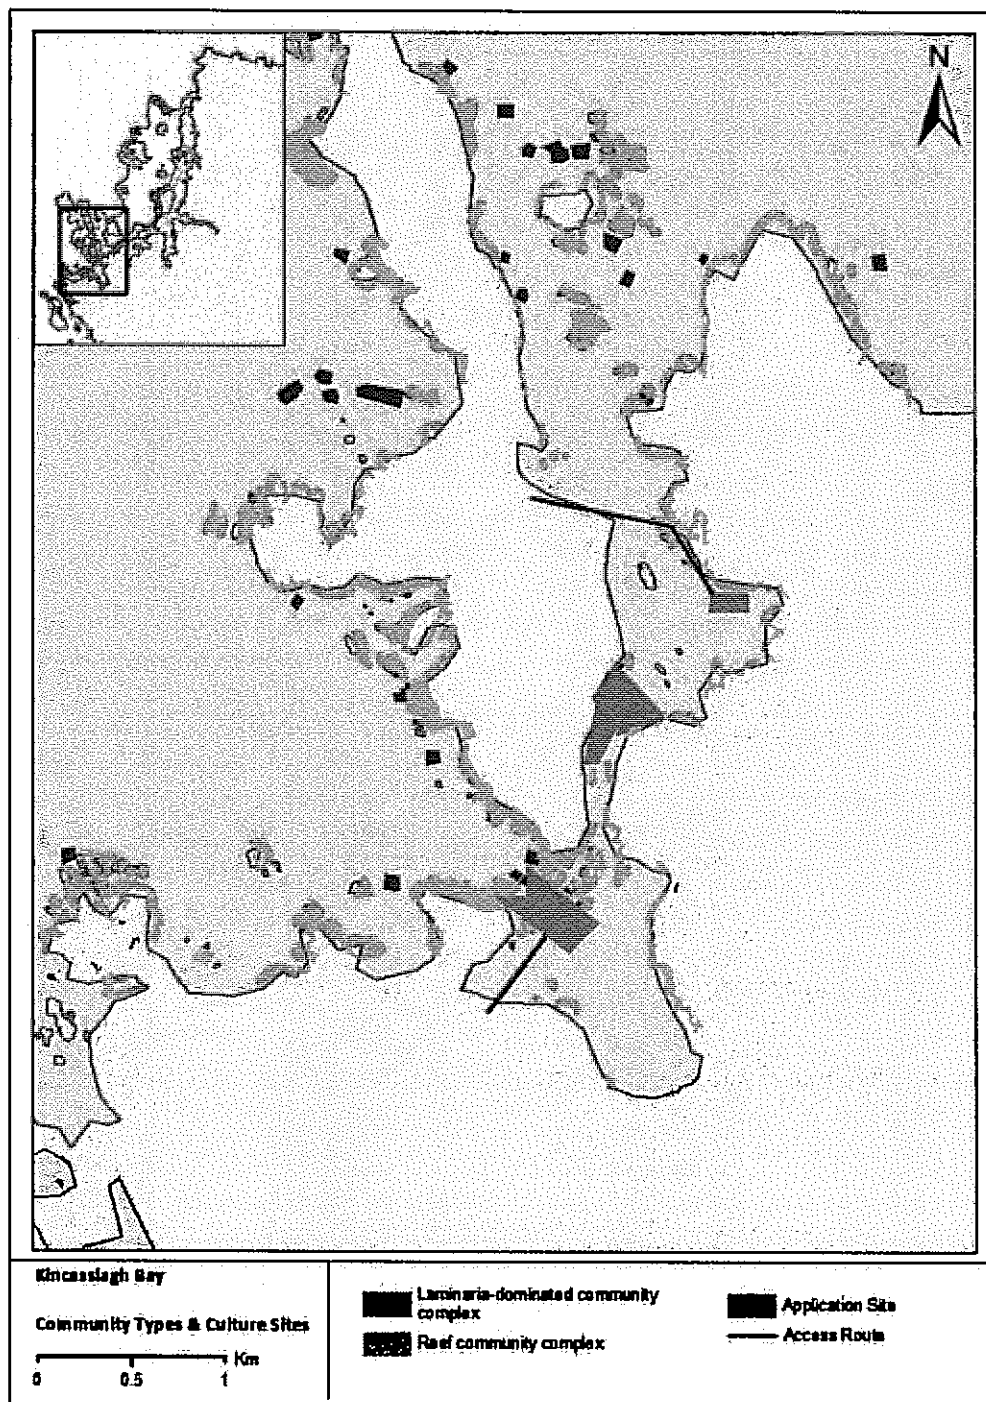 N
Kincasslagh Bay
Community Types & Culture Sites
Km
0 0.5 1
Laminaria-dominated community
complex
Reef community complex
Application Site
Access Route